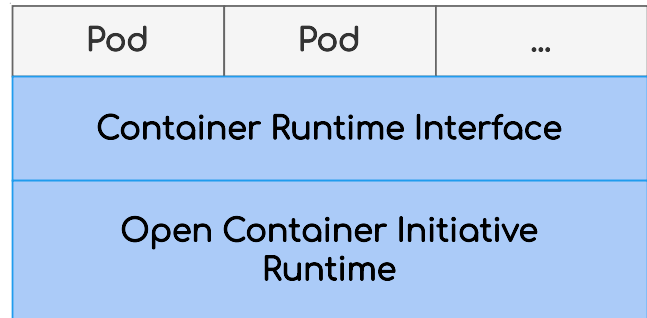 Pod Pod ...
Container Runtime Interface
Open Container Initiative
Runtime